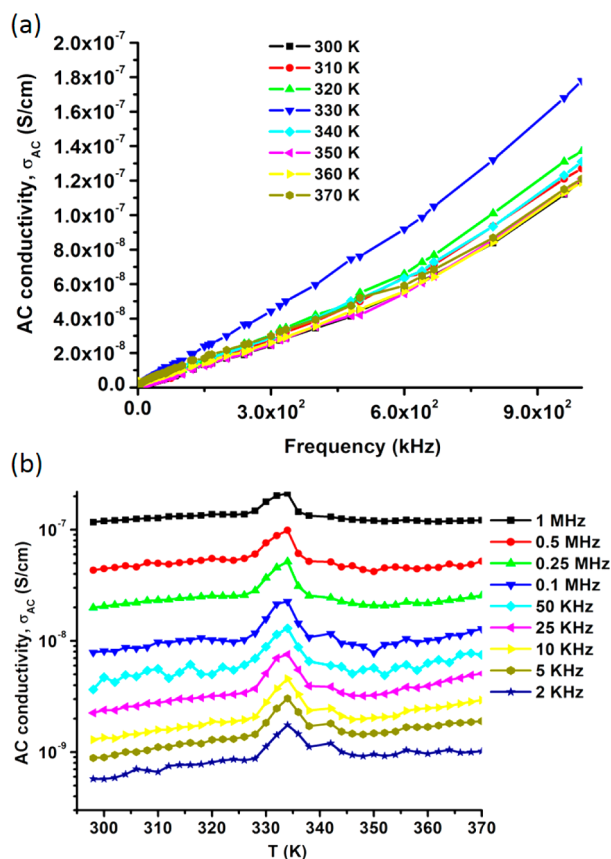 (a)
2.0x10⁻⁷
1.8x10⁻⁷
1.6x10⁻⁷
1.4x10⁻⁷
1.2x10⁻⁷
1.0x10⁻⁷
8.0x10⁻⁸
6.0x10⁻⁸
4.0x10⁻⁸
2.0x10⁻⁸
0.0
AC conductivity, σAC (S/cm)
300 K
310 K
320 K
330 K
340 K
350 K
360 K
370 K
0.0 3.0x10² 6.0x10² 9.0x10²
Frequency (kHz)
(b)
10⁻⁷
10⁻⁸
10⁻⁹
AC conductivity, σAC (S/cm)
1 MHz
0.5 MHz
0.25 MHz
0.1 MHz
50 KHz
25 KHz
10 KHz
5 KHz
2 KHz
300 310 320 330 340 350 360 370
T (K)